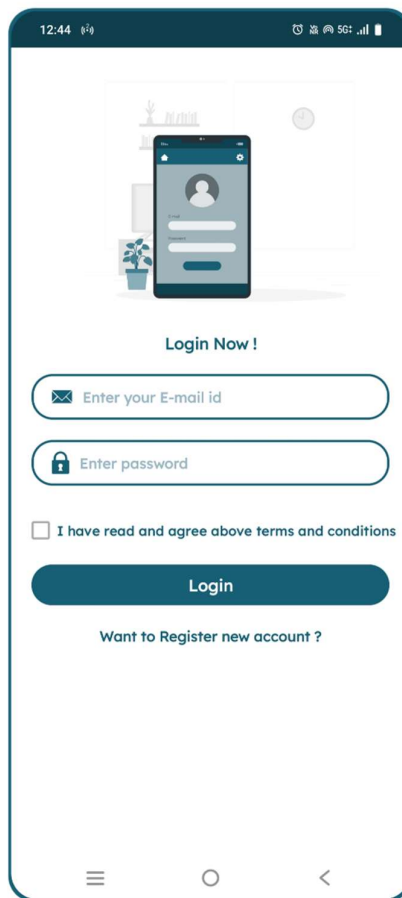 12:44
5G
Login Now !
Enter your E-mail id
Enter password
I have read and agree above terms and conditions
Login
Want to Register new account ?